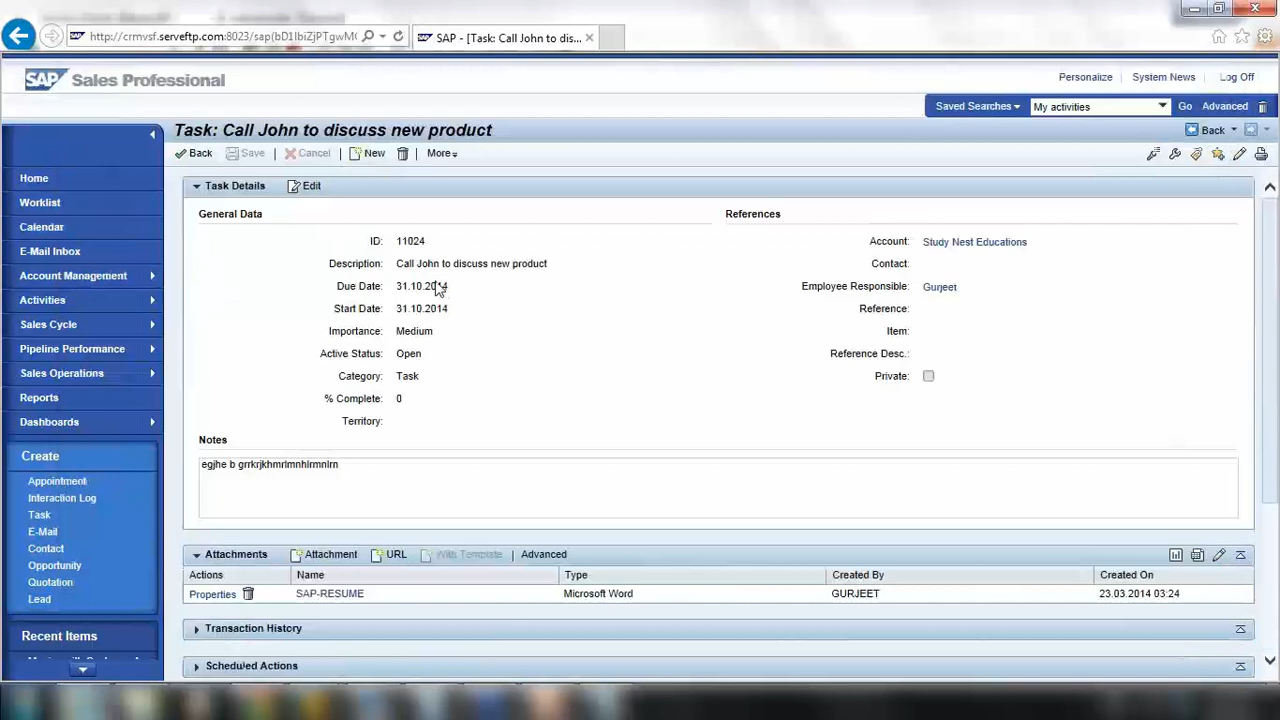 http://crmvsf.serveftp.com:8023/sap(bD1lbiZjPTgwM
SAP - [Task: Call John to dis...
SAP Sales Professional
Personalize System News Log Off
Saved Searches My activities Go Advanced
Task: Call John to discuss new product
Back
Back Save Cancel New More
Home
Worklist
Calendar
E-Mail Inbox
Account Management
Activities
Sales Cycle
Pipeline Performance
Sales Operations
Reports
Dashboards
Create
Appointment
Interaction Log
Task
E-Mail
Contact
Opportunity
Quotation
Lead
Recent Items
Task Details Edit
General Data
ID: 11024
Description: Call John to discuss new product
Due Date: 31.10.2014
Start Date: 31.10.2014
Importance: Medium
Active Status: Open
Category: Task
% Complete: 0
Territory:
References
Account: Study Nest Educations
Contact:
Employee Responsible: Gurjeet
Reference:
Item:
Reference Desc.:
Private:
Notes
egjhe b grrkrjkhmrlmnhlrmnlrn
Attachments Attachment URL With Template Advanced
Actions Name Type Created By Created On
Properties SAP-RESUME Microsoft Word GURJEET 23.03.2014 03:24
Transaction History
Scheduled Actions